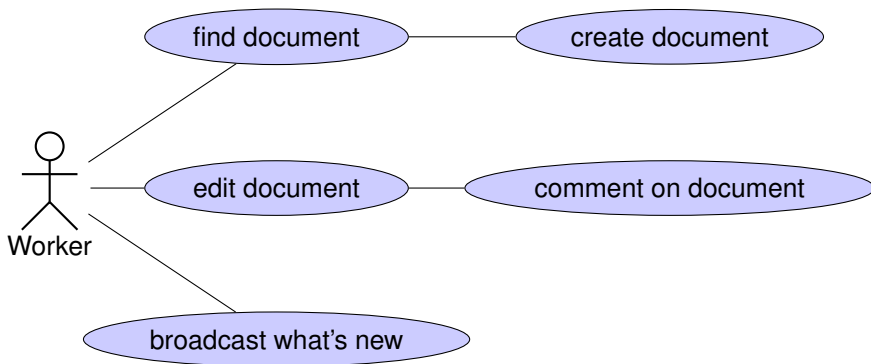 find document
create document
edit document
comment on document
Worker
broadcast what's new